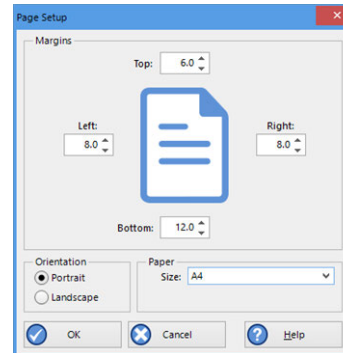 Page Setup
Margins
Top: 6.0
Left: Right:
8.0 8.0
Bottom: 12.0
Orientation Paper
Portrait Size: A4
Landscape
OK Cancel Help